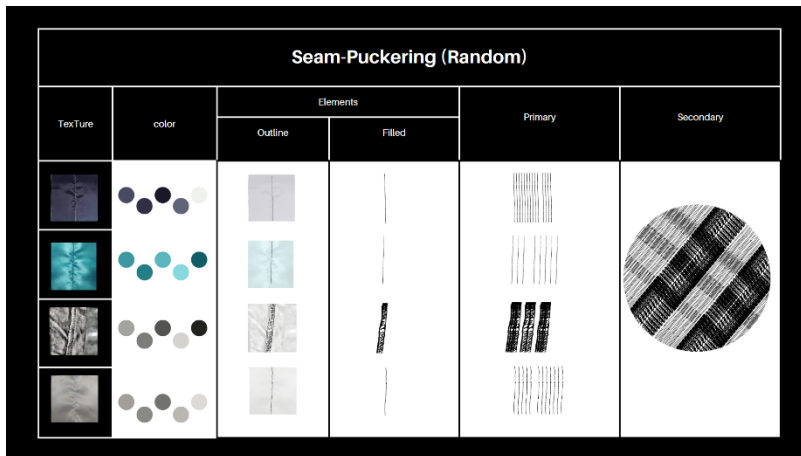 Seam-Puckering (Random)
TexTure
color
Elements
Outline
Filled
Primary
Secondary